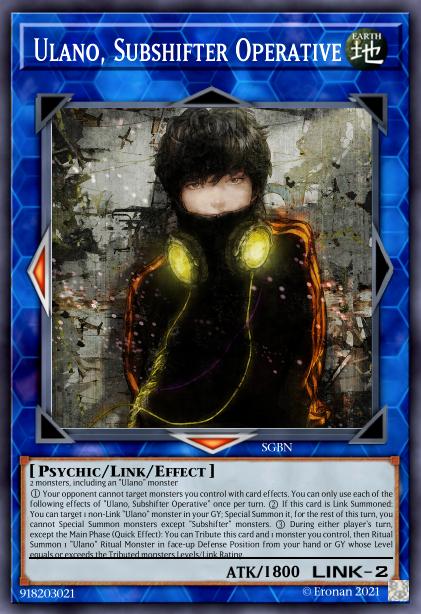 ULANO, SUBSHIFTER OPERATIVE
EARTH
地
SGBN
[ PSYCHIC/LINK/EFFECT ]
2 monsters, including an "Ulano" monster
① Your opponent cannot target monsters you control with card effects. You can only use each of the
following effects of "Ulano, Subshifter Operative" once per turn. ② If this card is Link Summoned:
You can target 1 non-Link "Ulano" monster in your GY; Special Summon it, for the rest of this turn, you
cannot Special Summon monsters except "Subshifter" monsters. ③ During either player's turn,
except the Main Phase (Quick Effect): You can Tribute this card and 1 monster you control, then Ritual
Summon 1 "Ulano" Ritual Monster in face-up Defense Position from your hand or GY whose Level
equals or exceeds the Tributed monsters Levels/Link Rating.
ATK/1800 LINK-2
918203021
© Eronan 2021